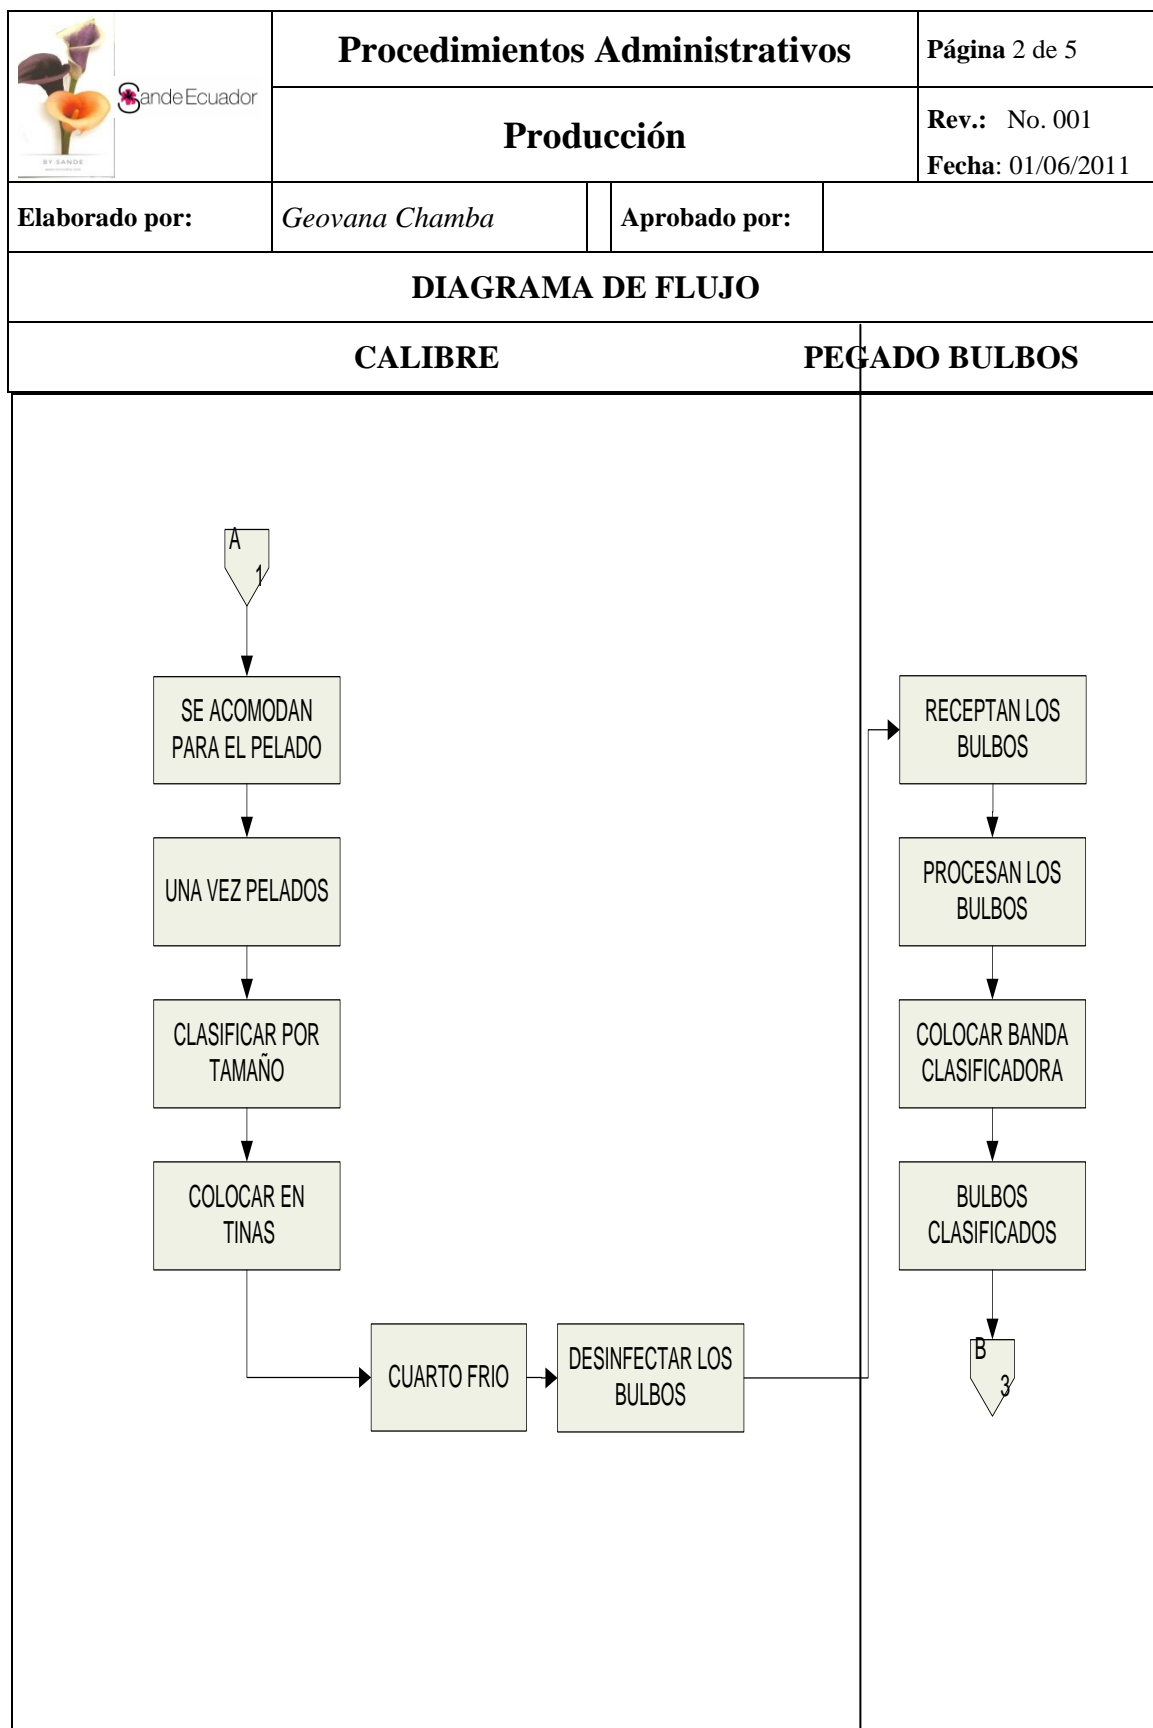 Procedimientos Administrativos
Página 2 de 5
SandeEcuador
BY SANDE
Producción
Rev.: No. 001
Fecha: 01/06/2011
Elaborado por:
Geovana Chamba
Aprobado por:
DIAGRAMA DE FLUJO
CALIBRE
PEGADO BULBOS
A
1
SE ACOMODAN
PARA EL PELADO
UNA VEZ PELADOS
CLASIFICAR POR
TAMAÑO
COLOCAR EN
TINAS
CUARTO FRIO
DESINFECTAR LOS
BULBOS
RECEPTAN LOS
BULBOS
PROCESAN LOS
BULBOS
COLOCAR BANDA
CLASIFICADORA
BULBOS
CLASIFICADOS
B
3